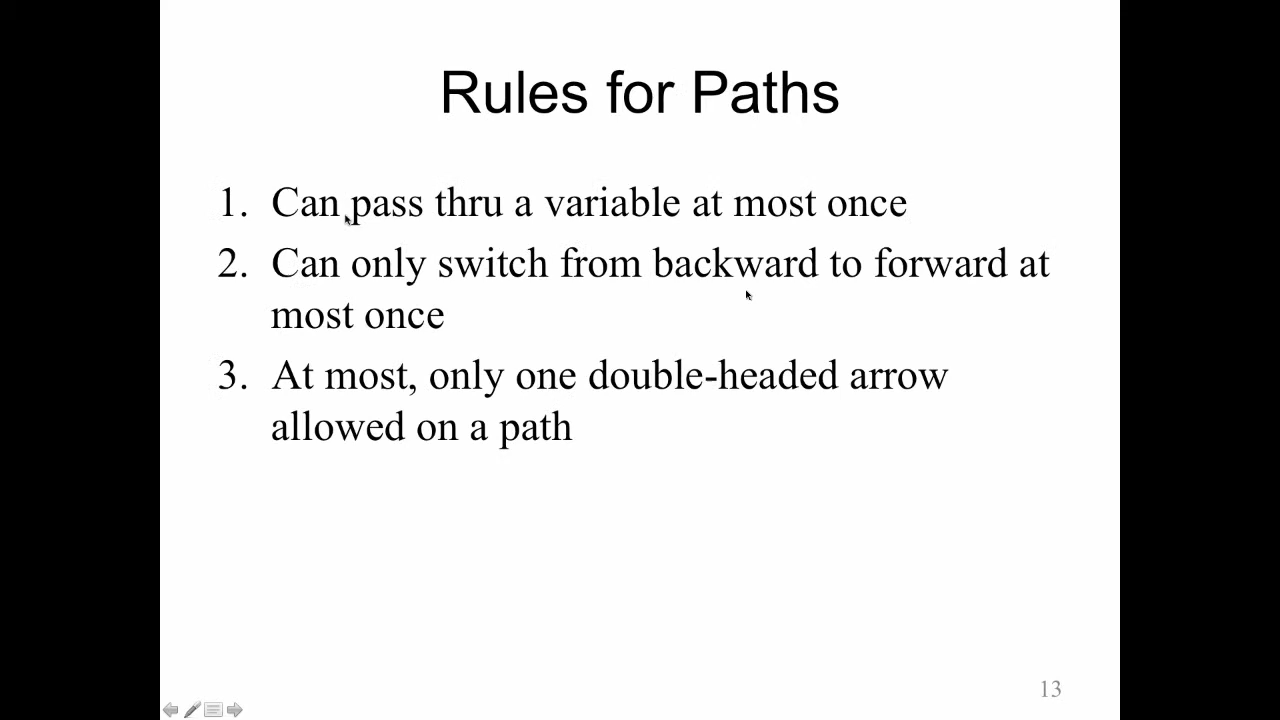 Rules for Paths
1. Can pass thru a variable at most once
2. Can only switch from backward to forward at
most once
3. At most, only one double-headed arrow
allowed on a path
13